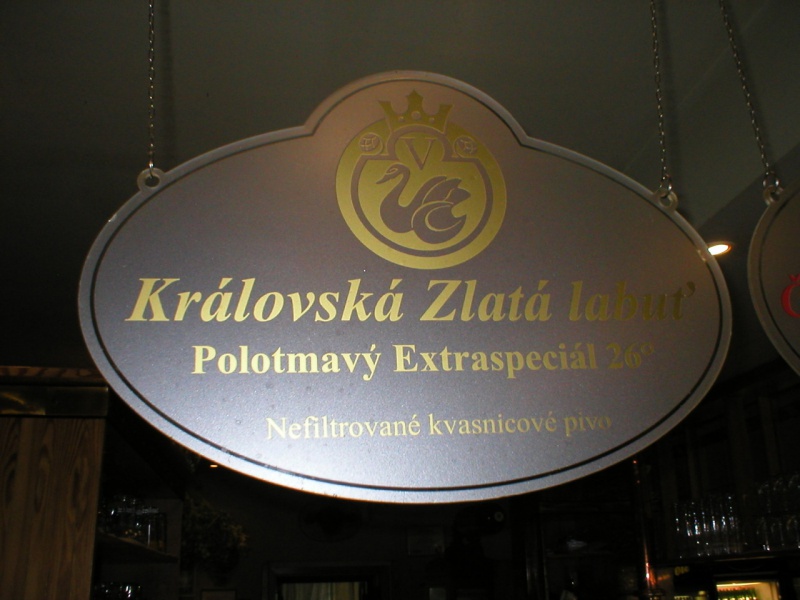 V
Královská Zlatá labuť
Polotmavý Extraspeciál 26°
Nefiltrované kvasnicové pivo
Č